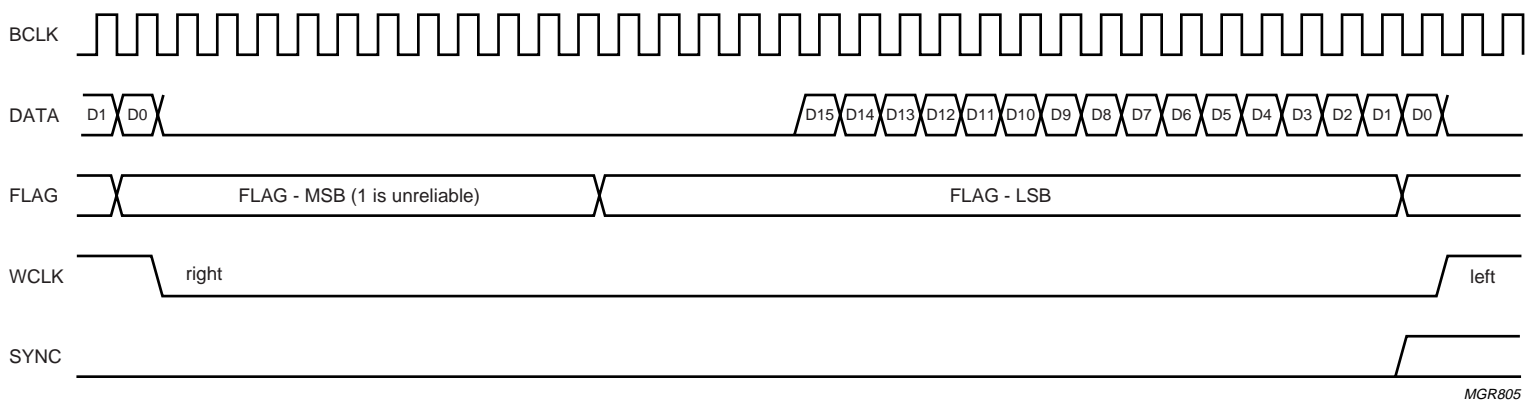 BCLK
DATA D1 D0 D15 D14 D13 D12 D11 D10 D9 D8 D7 D6 D5 D4 D3 D2 D1 D0
FLAG FLAG - MSB (1 is unreliable) FLAG - LSB
WCLK right left
SYNC
MGR805